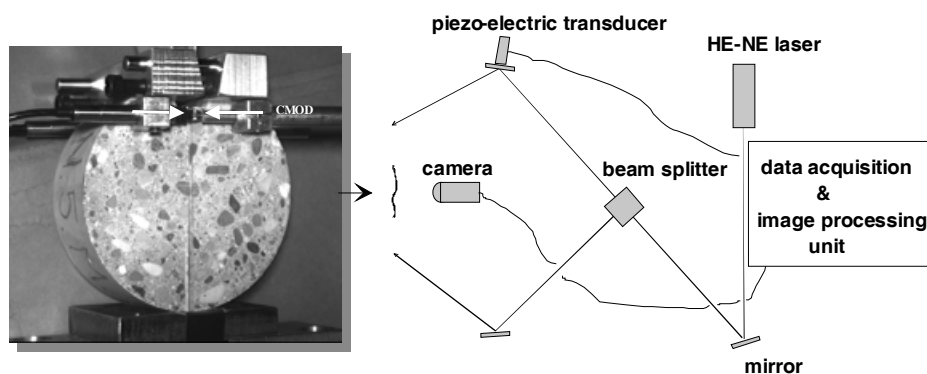 piezo-electric transducer
HE-NE laser
CMOD
camera
beam splitter
data acquisition
&
image processing
unit
mirror